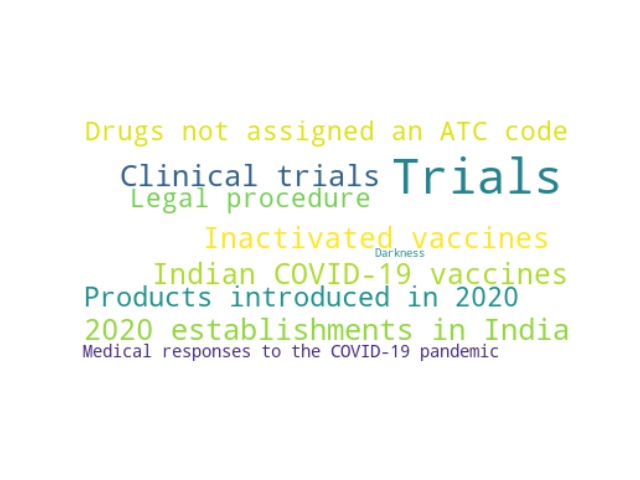 Drugs not assigned an ATC code
Clinical trials
Trials
Legal procedure
Inactivated vaccines
Darkness
Indian COVID-19 vaccines
Products introduced in 2020
2020 establishments in India
Medical responses to the COVID-19 pandemic